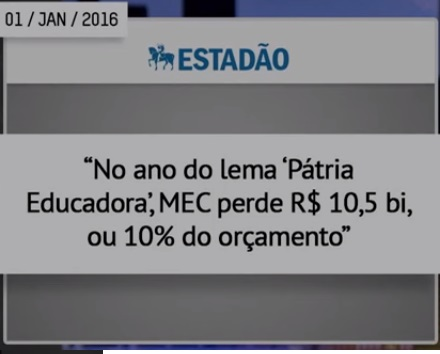 01 / JAN / 2016
ESTADÃO
“No ano do lema ‘Pátria
Educadora’, MEC perde R$ 10,5 bi,
ou 10% do orçamento”